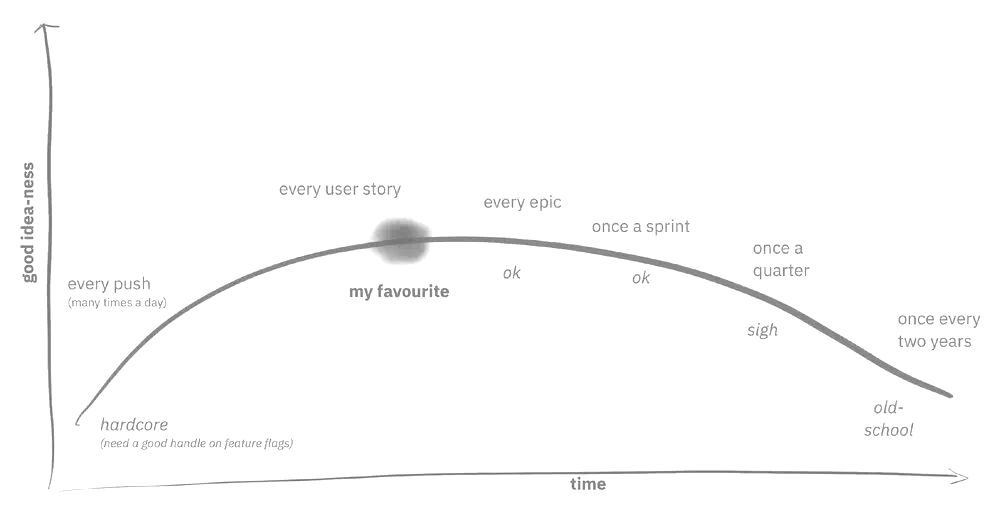 good idea-ness
every user story
every epic
once a sprint
once a
quarter
every push
(many times a day)
ok
ok
my favourite
once every
two years
sigh
old-
school
hardcore
(need a good handle on feature flags)
time